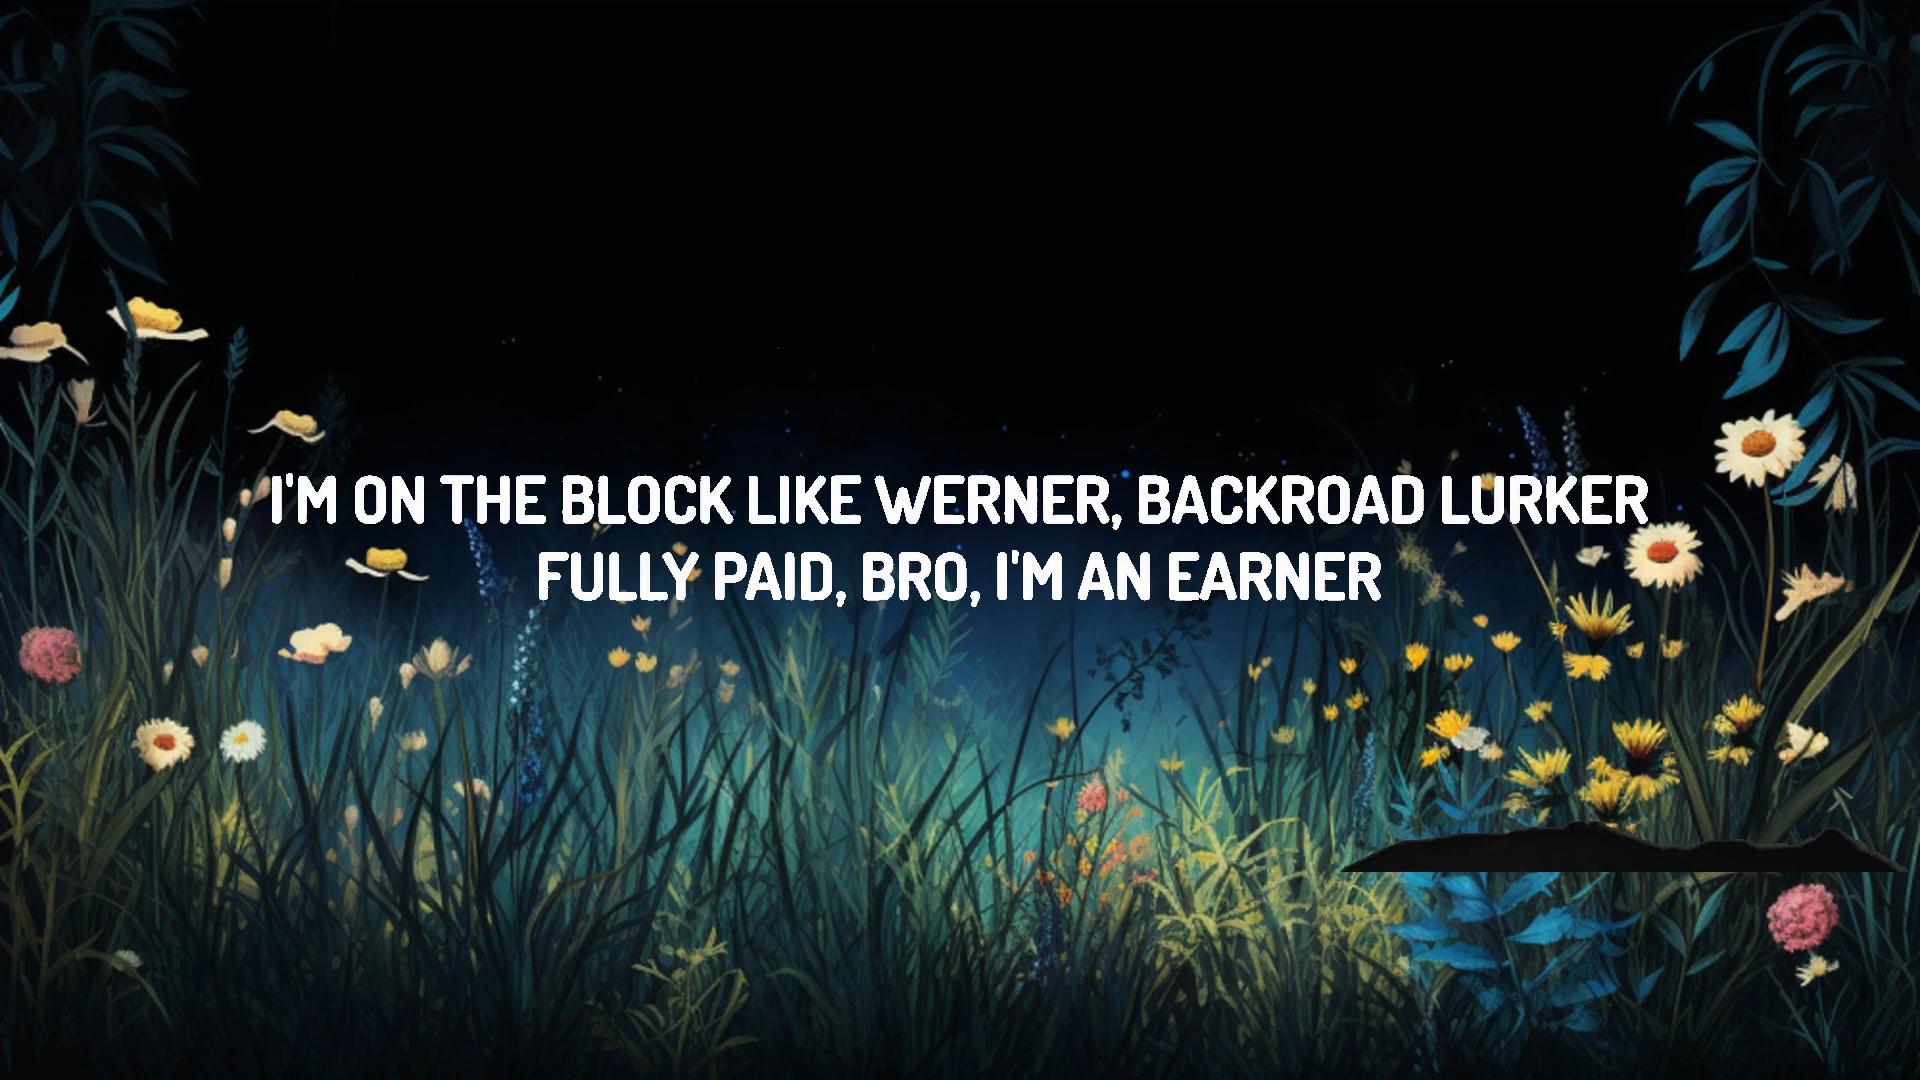 I'M ON THE BLOCK LIKE WERNER, BACKROAD LURKER
FULLY PAID, BRO, I'M AN EARNER